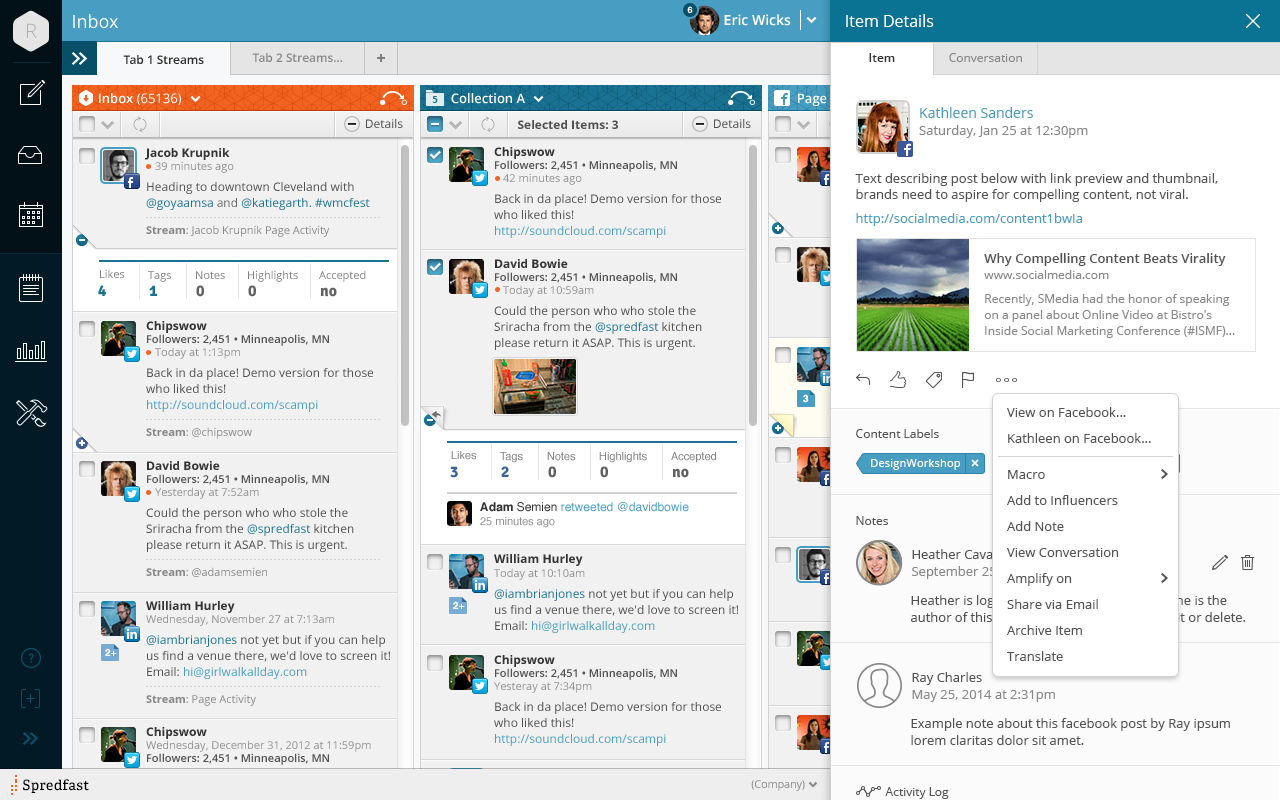 R
Inbox
6
Eric Wicks
Tab 1 Streams
Tab 2 Streams...
+
Inbox (65136)
Details
Jacob Krupnik
39 minutes ago
Heading to downtown Cleveland with
@goyaamsa and @katiegarth. #wmcfest
Stream: Jacob Krupnik Page Activity
Likes Tags Notes Highlights Accepted
4 1 0 0 no
Chipswow
Followers: 2,451 • Minneapolis, MN
Today at 1:13pm
Back in da place! Demo version for those
who liked this!
http://soundcloud.com/scampi
Stream: @chipswow
David Bowie
Followers: 2,451 • Minneapolis, MN
Yesterday at 7:52am
Could the person who who stole the
Sriracha from the @spredfast kitchen
please return it ASAP. This is urgent.
Stream: @adamsemien
William Hurley
Wednesday, November 27 at 7:13am
2+
@iambrianjones not yet but if you can help
us find a venue there, we'd love to screen it!
Email: hi@girlwalkallday.com
Stream: Page Activity
Chipswow
Wednesday, December 31, 2012 at 11:59pm
Followers: 2,451 • Minneapolis, MN
5
Collection A
Selected Items: 3
Details
Chipswow
Followers: 2,451 • Minneapolis, MN
42 minutes ago
Back in da place! Demo version for those
who liked this!
http://soundcloud.com/scampi
David Bowie
Followers: 2,451 • Minneapolis, MN
Today at 10:59am
Could the person who who stole the
Sriracha from the @spredfast kitchen
please return it ASAP. This is urgent.
Likes Tags Notes Highlights Accepted
3 2 0 0 no
Adam Semien retweeted @davidbowie
25 minutes ago
William Hurley
Today at 10:10am
2+
@iambrianjones not yet but if you can help
us find a venue there, we'd love to screen it!
Email: hi@girlwalkallday.com
Chipswow
Followers: 2,451 • Minneapolis, MN
Yesteray at 7:34pm
Back in da place! Demo version for those
who liked this!
http://soundcloud.com/scampi
Page
3
Item Details
Item
Conversation
Kathleen Sanders
Saturday, Jan 25 at 12:30pm
Text describing post below with link preview and thumbnail,
brands need to aspire for compelling content, not viral.
http://socialmedia.com/content1bwIa
Why Compelling Content Beats Virality
www.socialmedia.com
Recently, SMedia had the honor of speaking
on a panel about Online Video at Bistro's
Inside Social Marketing Conference (#ISMF)...
View on Facebook...
Kathleen on Facebook...
Macro
Add to Influencers
Add Note
View Conversation
Amplify on
Share via Email
Archive Item
Translate
Content Labels
DesignWorkshop
Notes
Heather Cava
September 25
Heather is log ne is the
author of this it or delete.
Ray Charles
May 25, 2014 at 2:31pm
Example note about this facebook post by Ray ipsum
lorem claritas dolor sit amet.
Activity Log
Spredfast
(Company)